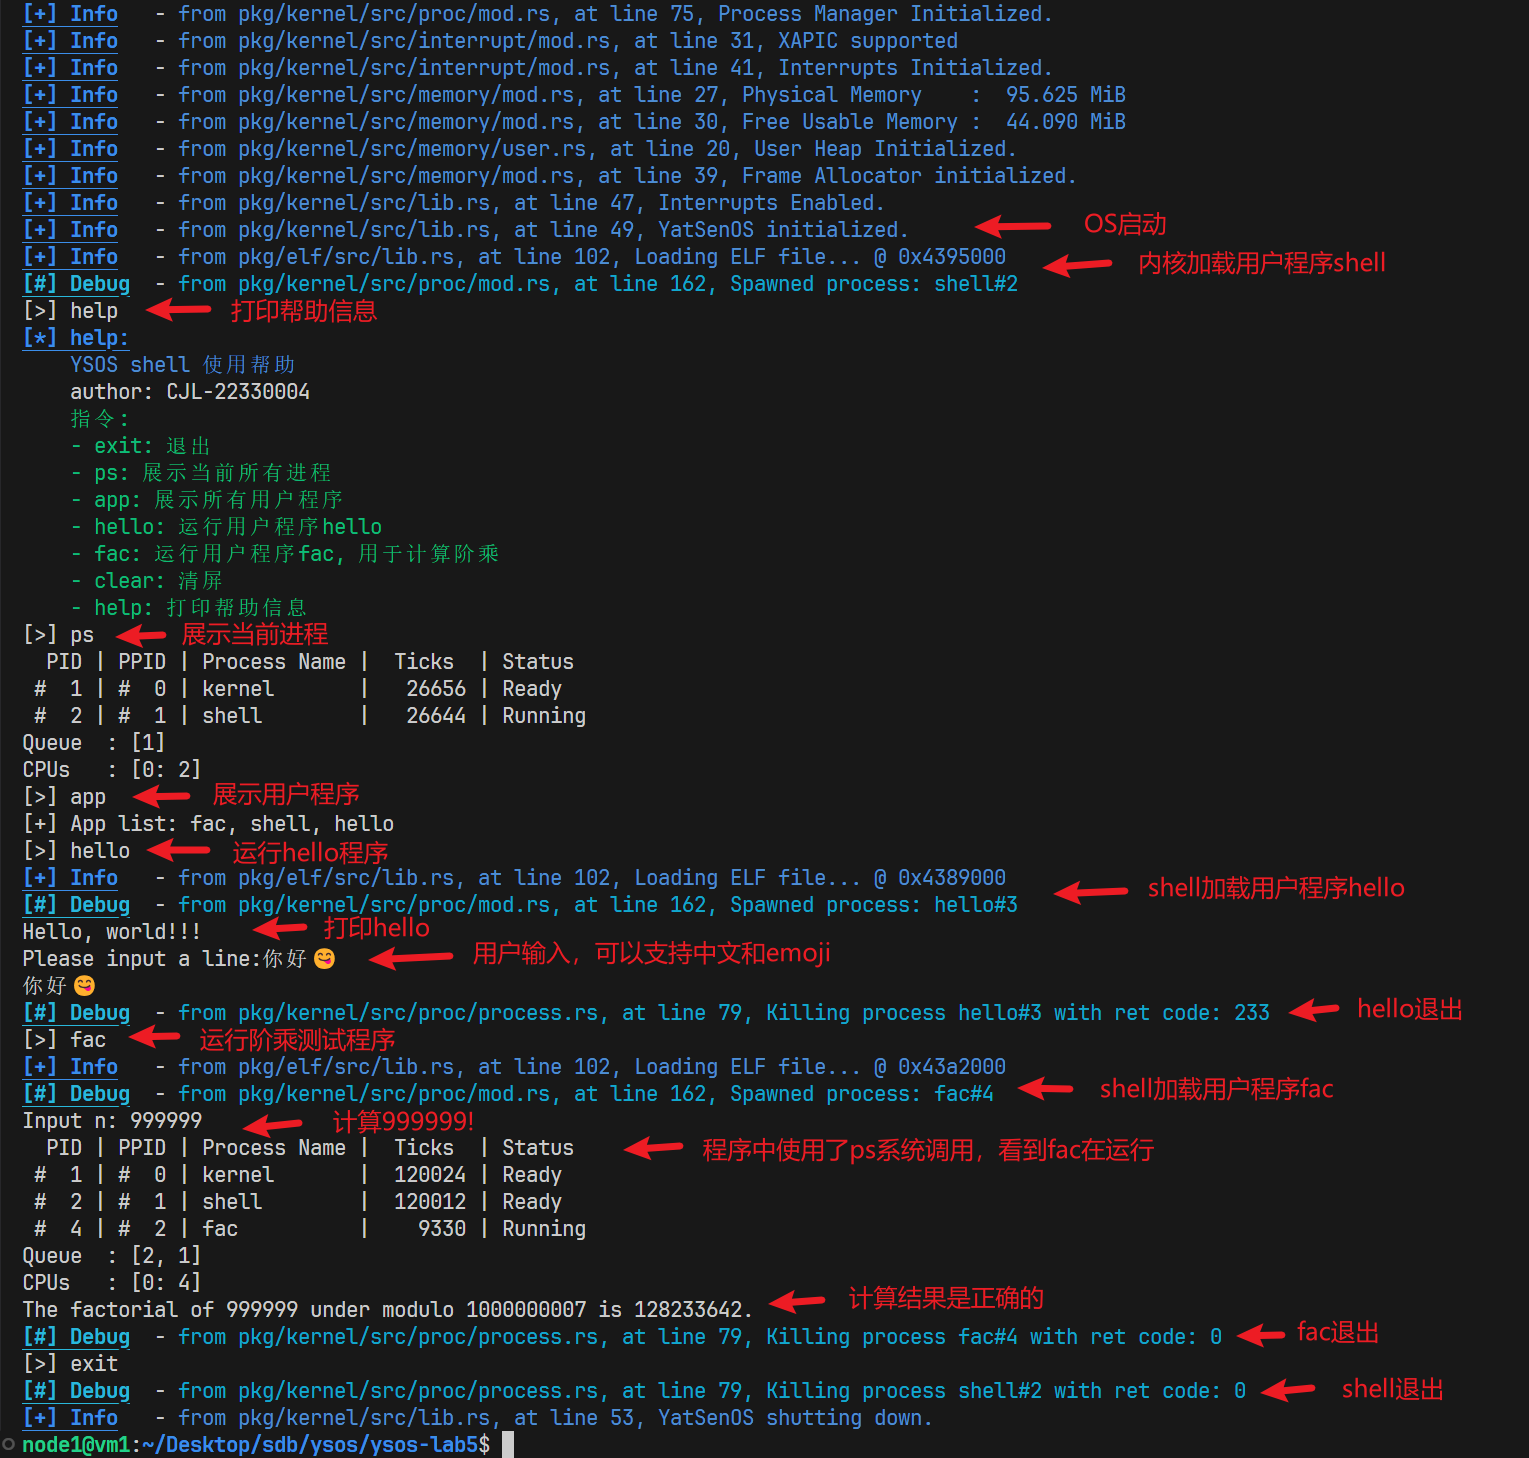 [+] Info   - from pkg/kernel/src/proc/mod.rs, at line 75, Process Manager Initialized.
[+] Info   - from pkg/kernel/src/interrupt/mod.rs, at line 31, XAPIC supported
[+] Info   - from pkg/kernel/src/interrupt/mod.rs, at line 41, Interrupts Initialized.
[+] Info   - from pkg/kernel/src/memory/mod.rs, at line 27, Physical Memory    :  95.625 MiB
[+] Info   - from pkg/kernel/src/memory/mod.rs, at line 30, Free Usable Memory :  44.090 MiB
[+] Info   - from pkg/kernel/src/memory/user.rs, at line 20, User Heap Initialized.
[+] Info   - from pkg/kernel/src/memory/mod.rs, at line 39, Frame Allocator initialized.
[+] Info   - from pkg/kernel/src/lib.rs, at line 47, Interrupts Enabled.
[+] Info   - from pkg/kernel/src/lib.rs, at line 49, YatSenOS initialized. OS启动
[+] Info   - from pkg/elf/src/lib.rs, at line 102, Loading ELF file... @ 0x4395000 内核加载用户程序shell
[#] Debug  - from pkg/kernel/src/proc/mod.rs, at line 162, Spawned process: shell#2
[>] help 打印帮助信息
[*] help:
    YSOS shell 使用帮助
    author: CJL-22330004
    指令:
    - exit: 退出
    - ps: 展示当前所有进程
    - app: 展示所有用户程序
    - hello: 运行用户程序hello
    - fac: 运行用户程序fac, 用于计算阶乘
    - clear: 清屏
    - help: 打印帮助信息
[>] ps 展示当前进程
  PID | PPID | Process Name |  Ticks  | Status
 #  1 | #  0 | kernel       |   26656 | Ready
 #  2 | #  1 | shell        |   26644 | Running
Queue  : [1]
CPUs   : [0: 2]
[>] app 展示用户程序
[+] App list: fac, shell, hello
[>] hello 运行hello程序
[+] Info   - from pkg/elf/src/lib.rs, at line 102, Loading ELF file... @ 0x4389000 shell加载用户程序hello
[#] Debug  - from pkg/kernel/src/proc/mod.rs, at line 162, Spawned process: hello#3
Hello, world!!! 打印hello
Please input a line:你好😋 用户输入，可以支持中文和emoji
你好😋
[#] Debug  - from pkg/kernel/src/proc/process.rs, at line 79, Killing process hello#3 with ret code: 233 hello退出
[>] fac 运行阶乘测试程序
[+] Info   - from pkg/elf/src/lib.rs, at line 102, Loading ELF file... @ 0x43a2000
[#] Debug  - from pkg/kernel/src/proc/mod.rs, at line 162, Spawned process: fac#4 shell加载用户程序fac
Input n: 999999 计算999999!
  PID | PPID | Process Name |  Ticks  | Status 程序中使用了ps系统调用，看到fac在运行
 #  1 | #  0 | kernel       |  120024 | Ready
 #  2 | #  1 | shell        |  120012 | Ready
 #  4 | #  2 | fac          |    9330 | Running
Queue  : [2, 1]
CPUs   : [0: 4]
The factorial of 999999 under modulo 1000000007 is 128233642. 计算结果是正确的
[#] Debug  - from pkg/kernel/src/proc/process.rs, at line 79, Killing process fac#4 with ret code: 0 fac退出
[>] exit
[#] Debug  - from pkg/kernel/src/proc/process.rs, at line 79, Killing process shell#2 with ret code: 0 shell退出
[+] Info   - from pkg/kernel/src/lib.rs, at line 53, YatSenOS shutting down.
node1@vm1:~/Desktop/sdb/ysos/ysos-lab5$